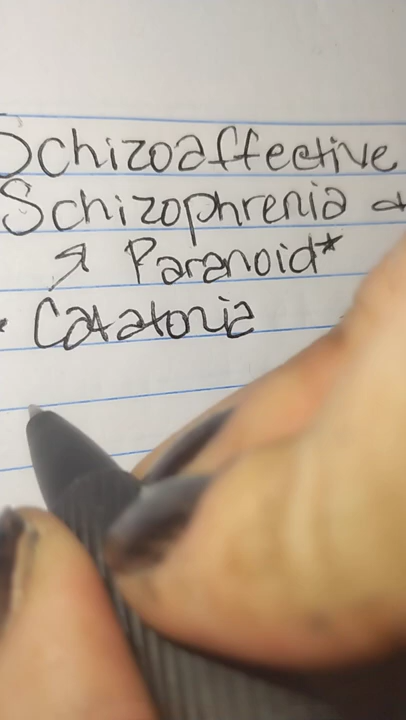 Schizoaffective
Schizophrenia
Paranoid*
• Catatonia